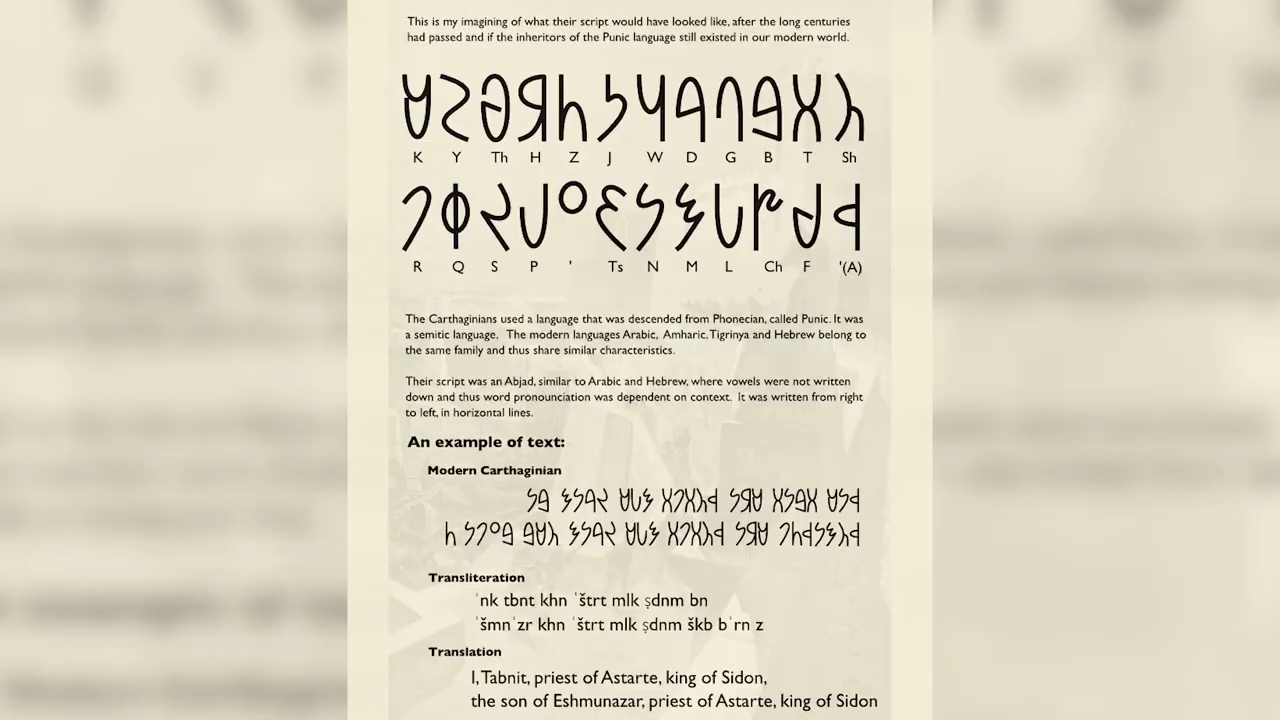 This is my imagining of what their script would have looked like, after the long centuries
had passed and if the inheritors of the Punic language still existed in our modern world.
K Y Th H Z J W D G B T Sh
R Q S P ' Ts N M L Ch F '(A)
The Carthaginians used a language that was descended from Phonecian, called Punic. It was
a semitic language. The modern languages Arabic, Amharic, Tigrinya and Hebrew belong to
the same family and thus share similar characteristics.
Their script was an Abjad, similar to Arabic and Hebrew, where vowels were not written
down and thus word pronounciation was dependent on context. It was written from right
to left, in horizontal lines.
An example of text:
Modern Carthaginian
Transliteration
ʾnk tbnt khn ʿštrt mlk ṣdnm bn
ʾšmnʿzr khn ʿštrt mlk ṣdnm škb bʾrn z
Translation
I, Tabnit, priest of Astarte, king of Sidon,
the son of Eshmunazar, priest of Astarte, king of Sidon